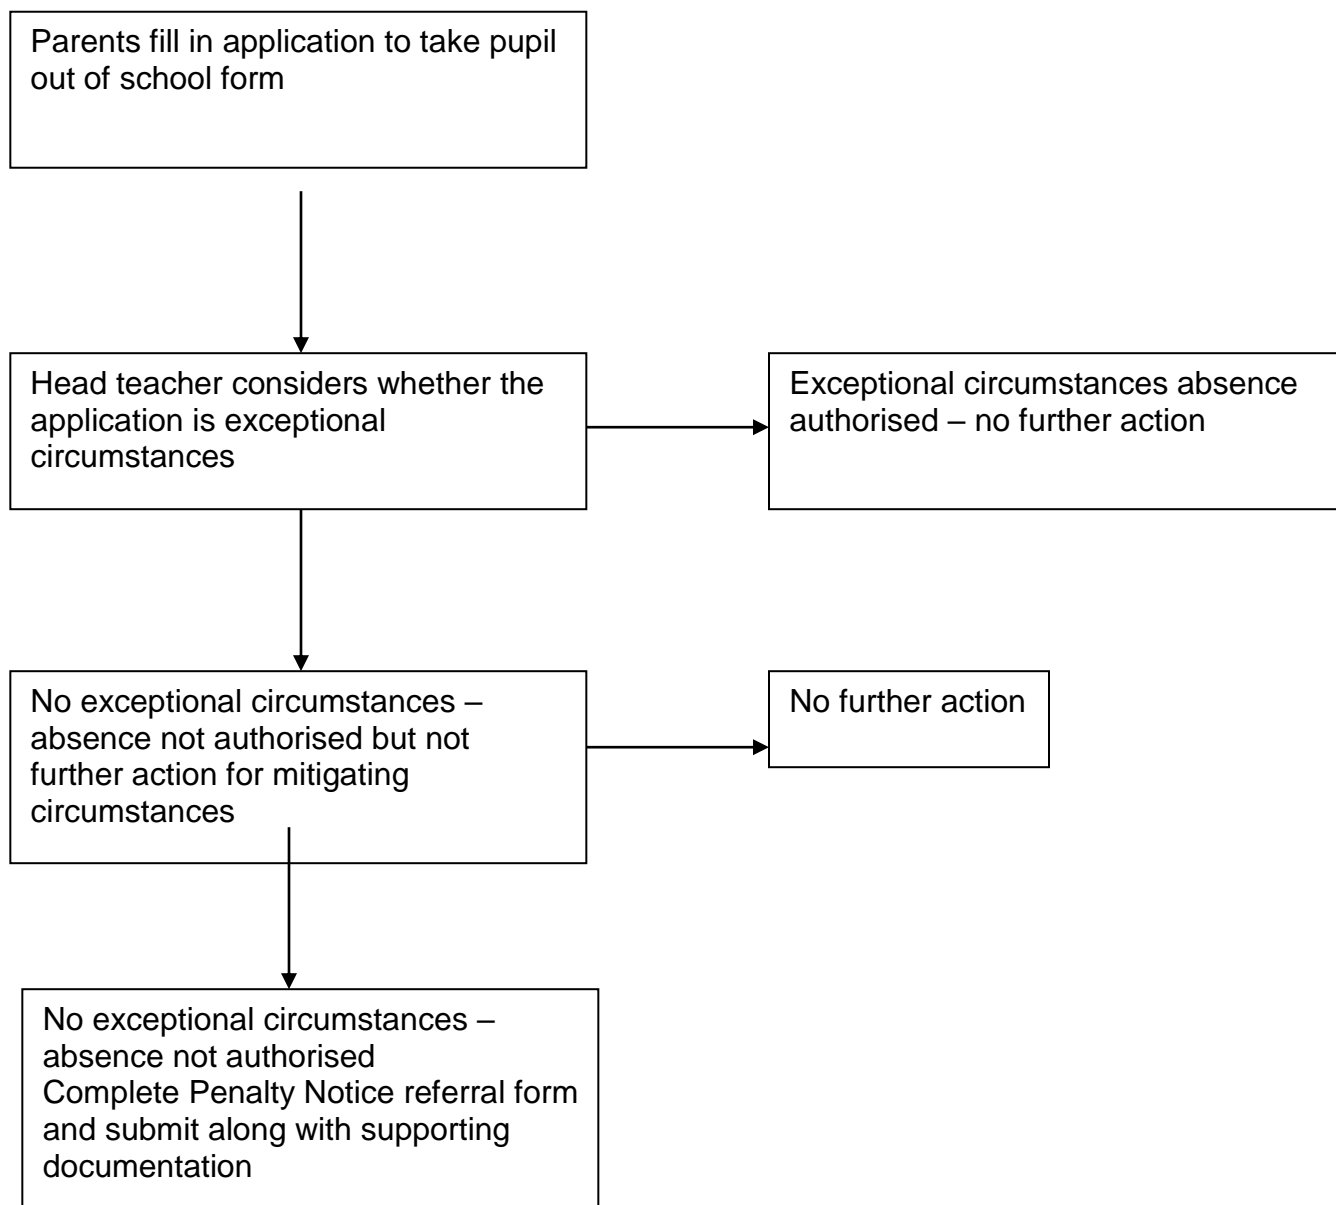 Parents fill in application to take pupil
out of school form
Head teacher considers whether the
application is exceptional
circumstances
Exceptional circumstances absence
authorised – no further action
No exceptional circumstances –
absence not authorised but not
further action for mitigating
circumstances
No further action
No exceptional circumstances –
absence not authorised
Complete Penalty Notice referral form
and submit along with supporting
documentation